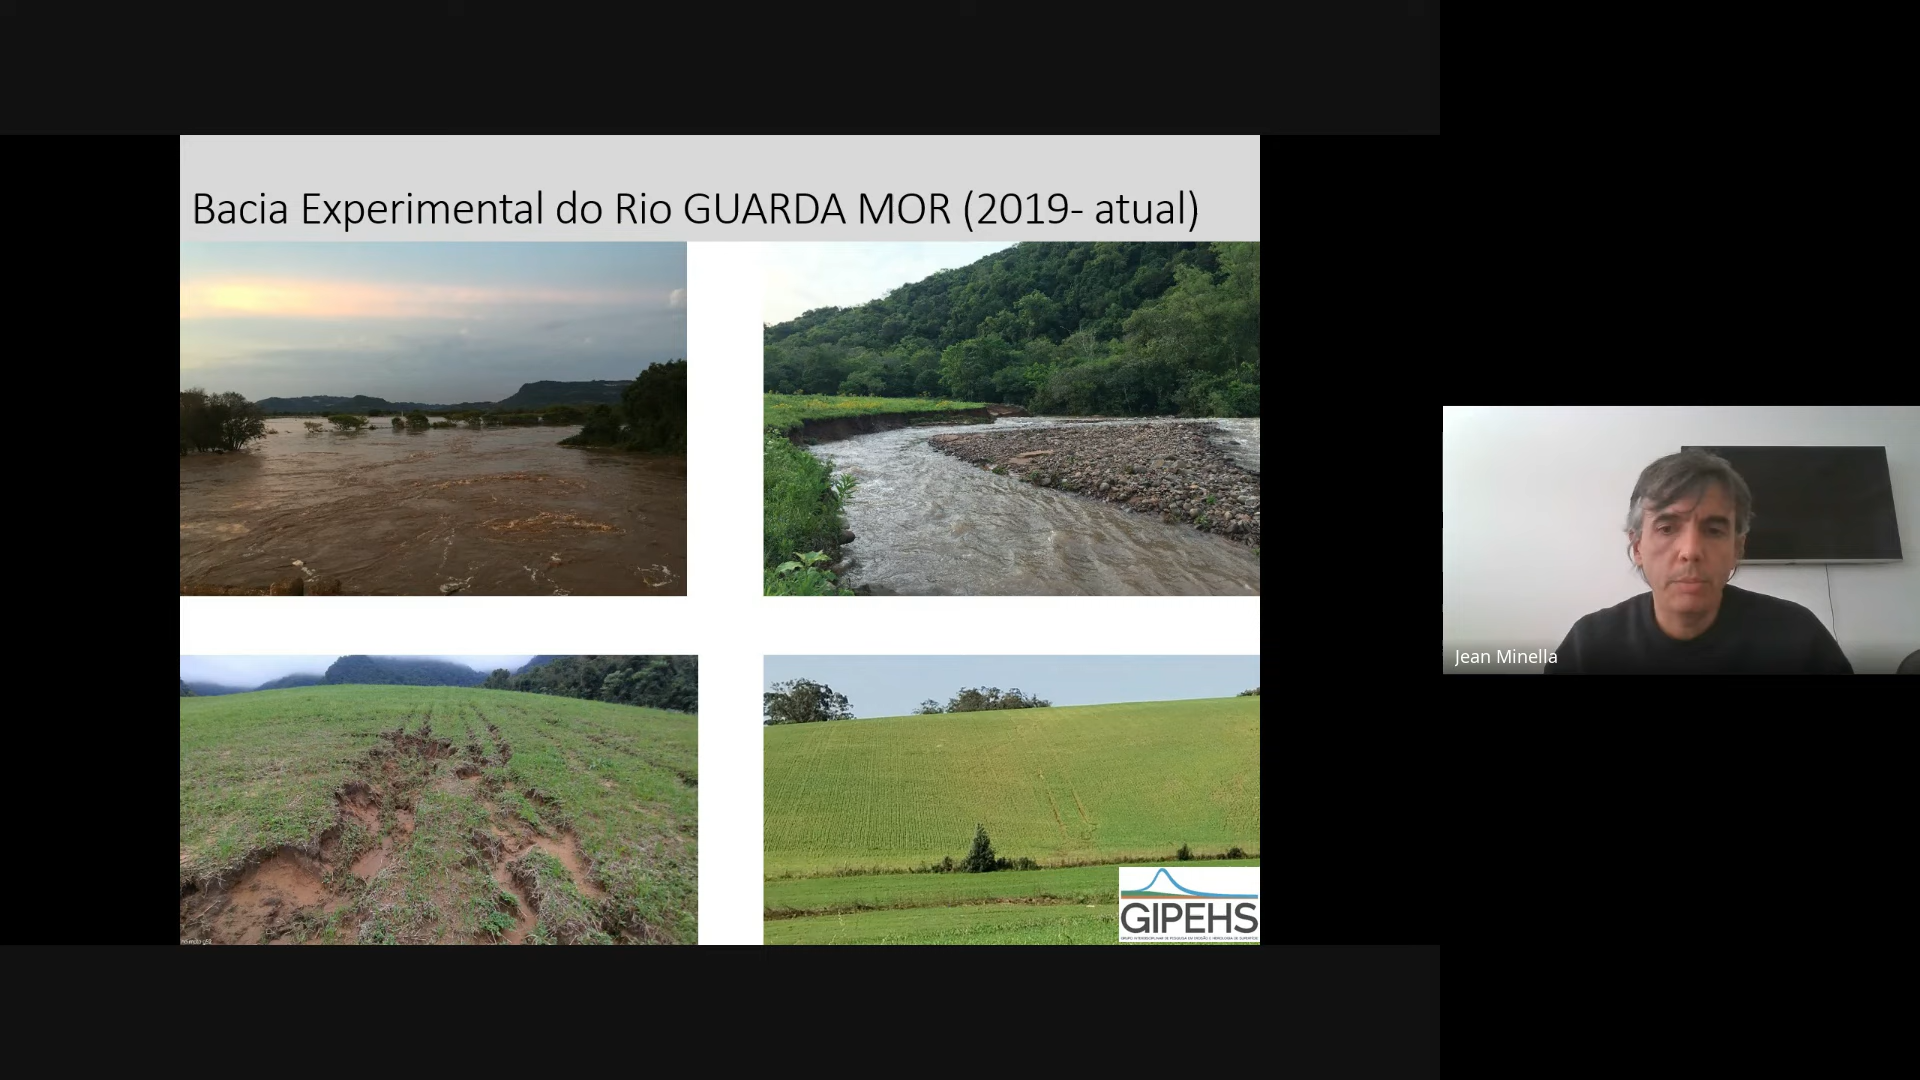 Bacia Experimental do Rio GUARDA MOR (2019- atual)
Jean Minella
GIPEHS